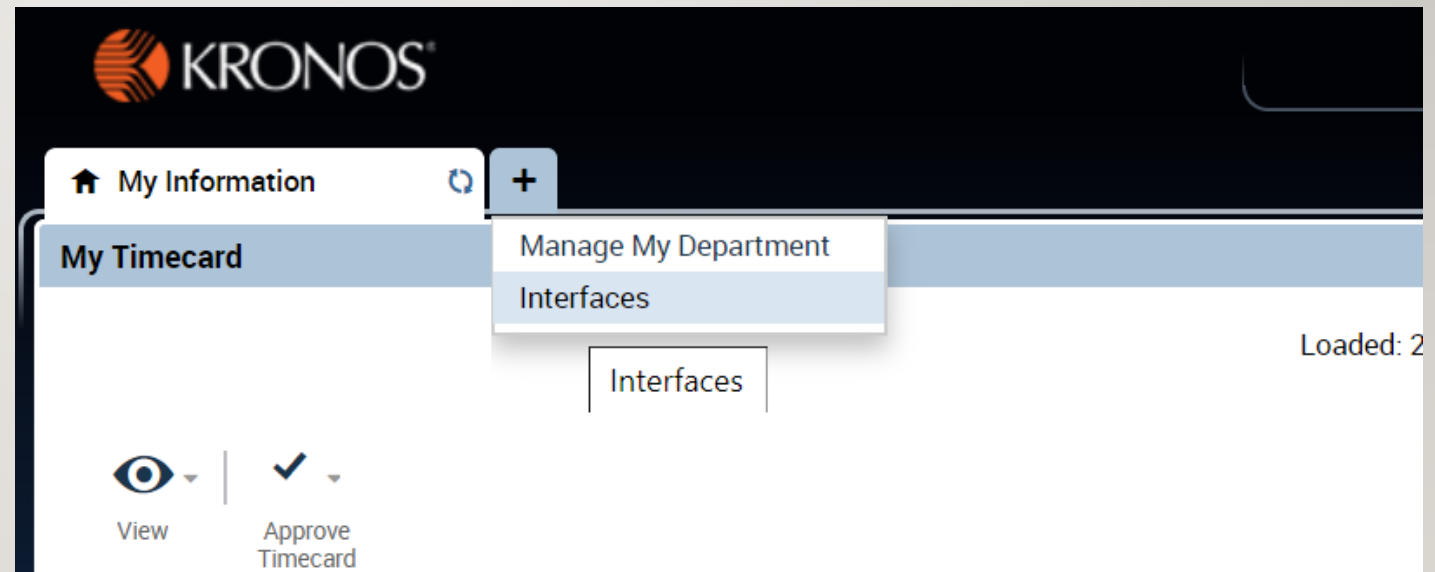 KRONOS®
My Information
+
My Timecard
Manage My Department
Interfaces
Loaded: 2
Interfaces
View
Approve
Timecard